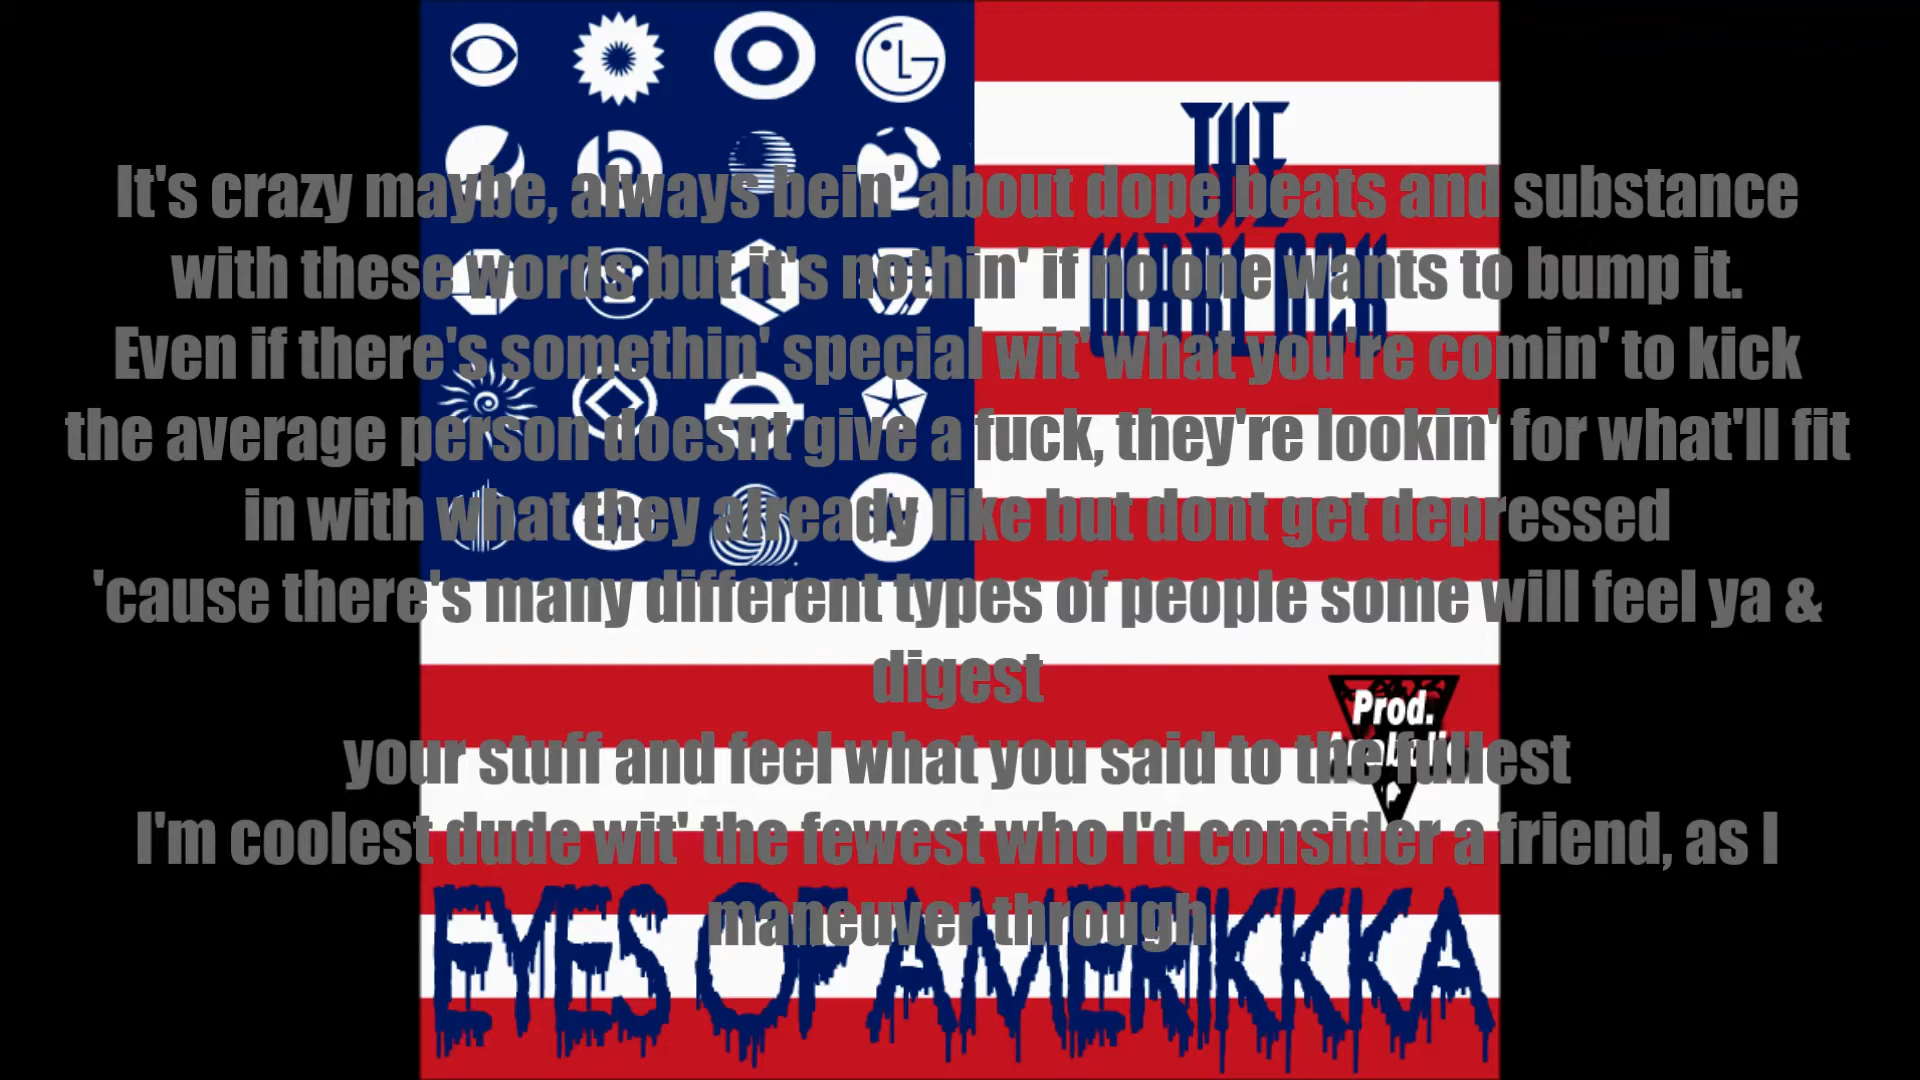 THE
WARLOCK
It's crazy maybe, always bein' about dope beats and substance
with these words but it's nothin' if no one wants to bump it.
Even if there's somethin' special wit' what you're comin' to kick
the average person doesnt give a fuck, they're lookin' for what'll fit
in with what they already like but dont get depressed
'cause there's many different types of people some will feel ya &
digest
your stuff and feel what you said to the fullest
I'm coolest dude wit' the fewest who I'd consider a friend, as I
maneuver through
Prod.
EYES OF AMERIKKKA